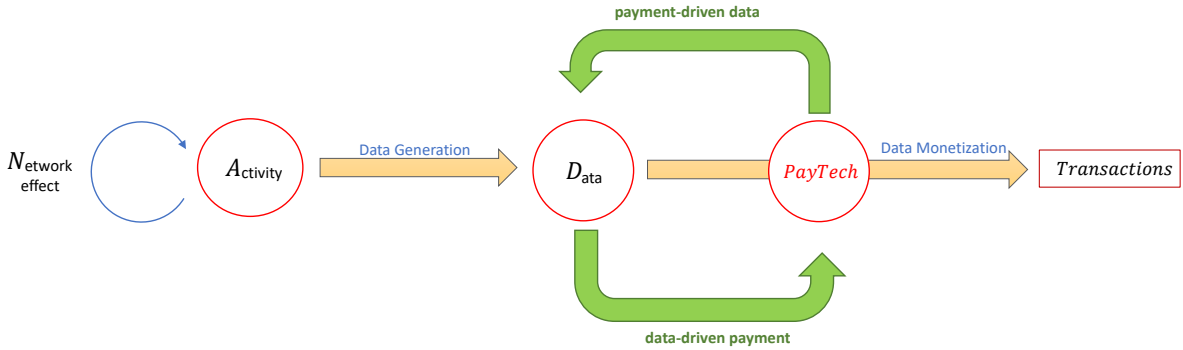 payment-driven data
Network
effect
Activity
Data Generation
Data
PayTech
Data Monetization
Transactions
data-driven payment